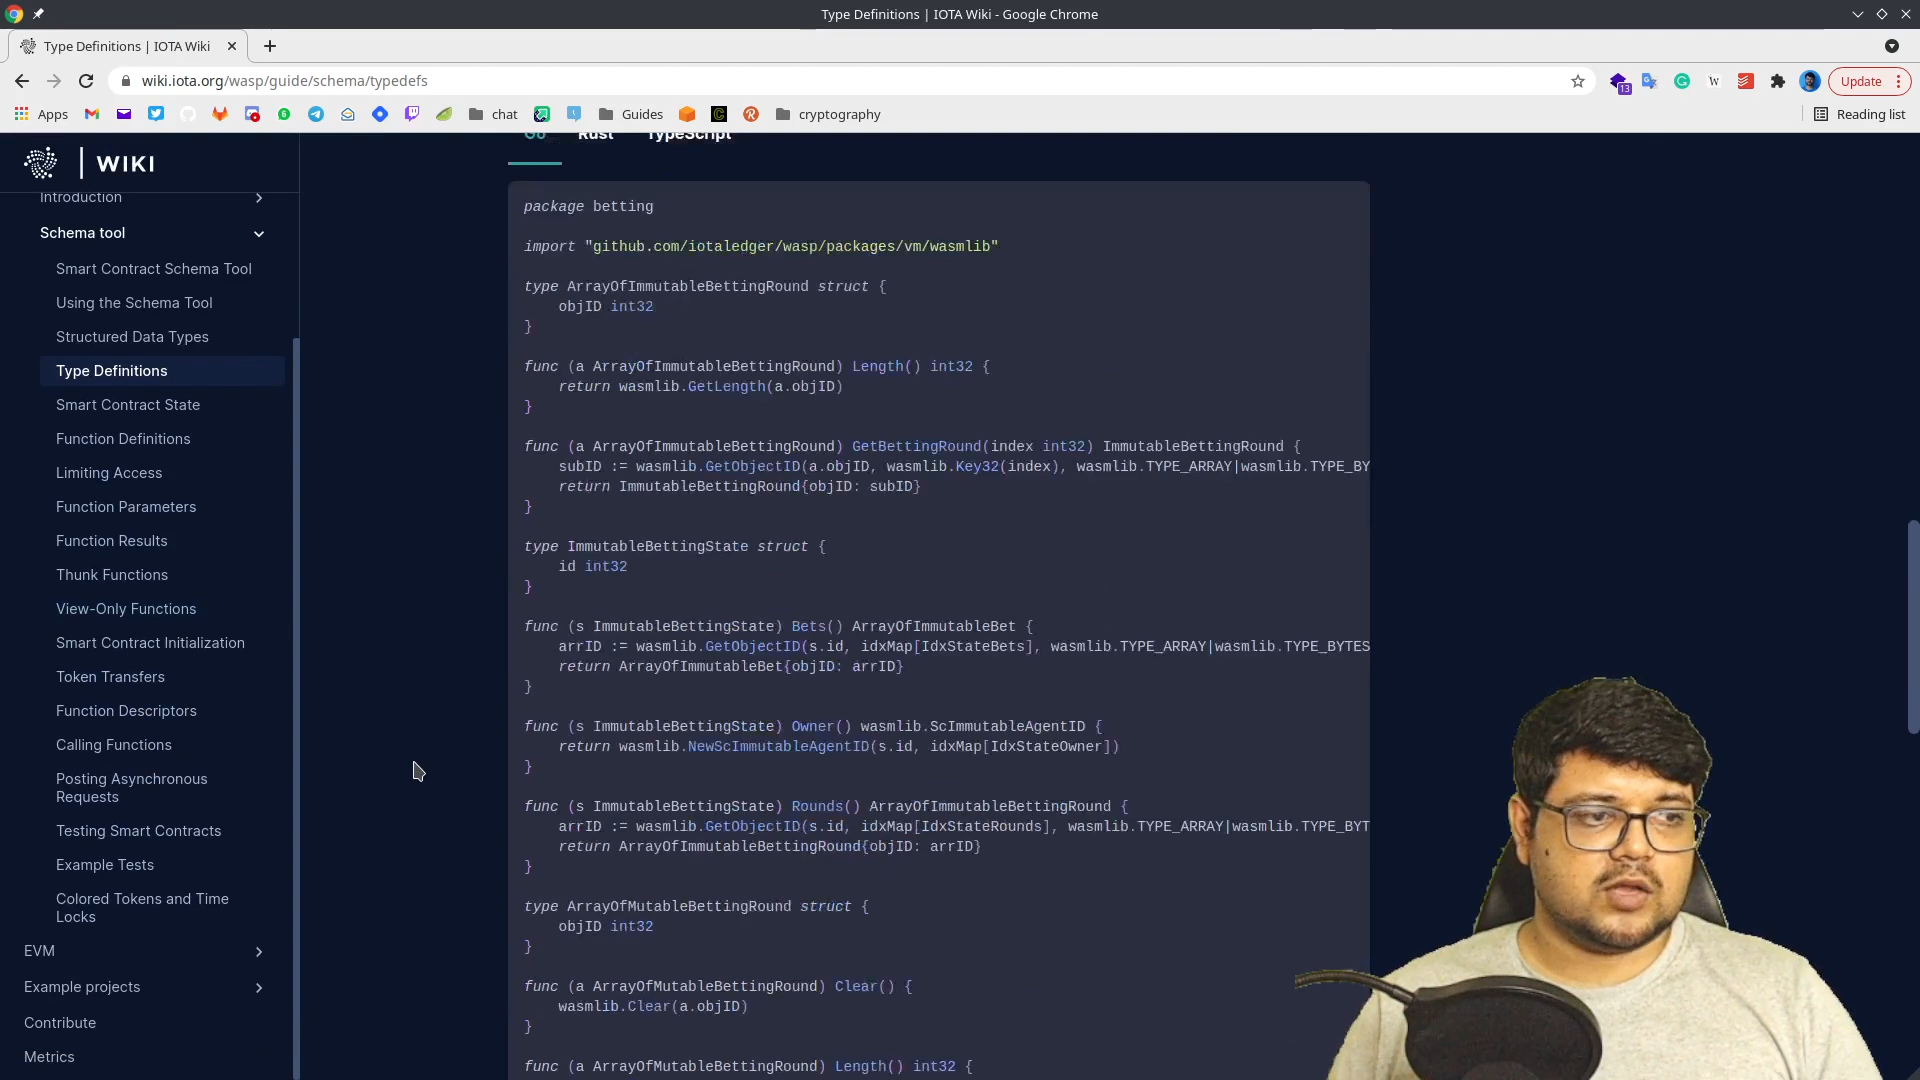 Type Definitions | IOTA Wiki - Google Chrome
Type Definitions | IOTA Wiki
wiki.iota.org/wasp/guide/schema/typedefs
13
W
Update
Apps
chat
Guides
cryptography
Reading list
WIKI
Introduction
Schema tool
Smart Contract Schema Tool
Using the Schema Tool
Structured Data Types
Type Definitions
Smart Contract State
Function Definitions
Limiting Access
Function Parameters
Function Results
Thunk Functions
View-Only Functions
Smart Contract Initialization
Token Transfers
Function Descriptors
Calling Functions
Posting Asynchronous
Requests
Testing Smart Contracts
Example Tests
Colored Tokens and Time
Locks
EVM
Example projects
Contribute
Metrics
Go Rust TypeScript
package betting
import "github.com/iotaledger/wasp/packages/vm/wasmlib"
type ArrayOfImmutableBettingRound struct {
objID int32
}
func (a ArrayOfImmutableBettingRound) Length() int32 {
return wasmlib.GetLength(a.objID)
}
func (a ArrayOfImmutableBettingRound) GetBettingRound(index int32) ImmutableBettingRound {
subID := wasmlib.GetObjectID(a.objID, wasmlib.Key32(index), wasmlib.TYPE_ARRAY|wasmlib.TYPE_BY
return ImmutableBettingRound{objID: subID}
}
type ImmutableBettingState struct {
id int32
}
func (s ImmutableBettingState) Bets() ArrayOfImmutableBet {
arrID := wasmlib.GetObjectID(s.id, idxMap[IdxStateBets], wasmlib.TYPE_ARRAY|wasmlib.TYPE_BYTES
return ArrayOfImmutableBet{objID: arrID}
}
func (s ImmutableBettingState) Owner() wasmlib.ScImmutableAgentID {
return wasmlib.NewScImmutableAgentID(s.id, idxMap[IdxStateOwner])
}
func (s ImmutableBettingState) Rounds() ArrayOfImmutableBettingRound {
arrID := wasmlib.GetObjectID(s.id, idxMap[IdxStateRounds], wasmlib.TYPE_ARRAY|wasmlib.TYPE_BYT
return ArrayOfImmutableBettingRound{objID: arrID}
}
type ArrayOfMutableBettingRound struct {
objID int32
}
func (a ArrayOfMutableBettingRound) Clear() {
wasmlib.Clear(a.objID)
}
func (a ArrayOfMutableBettingRound) Length() int32 {